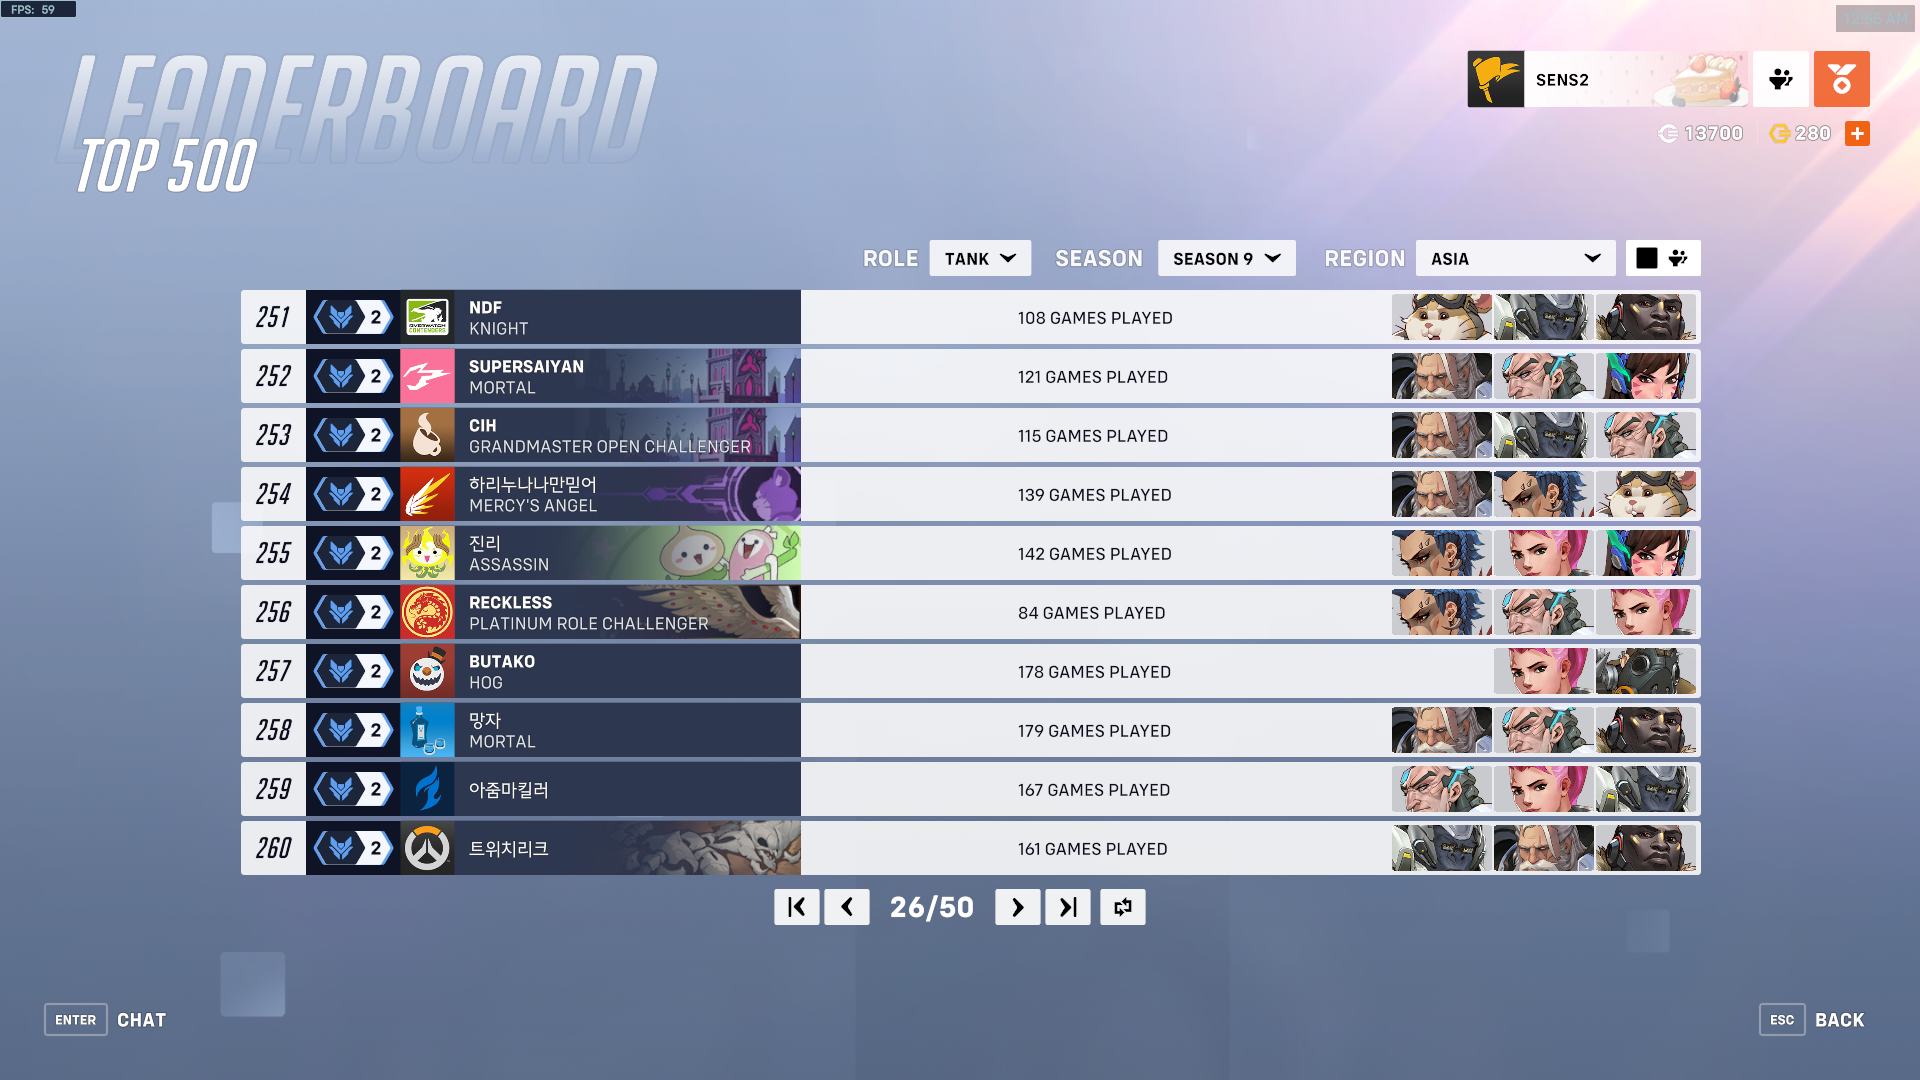 FPS: 59
12:56 AM
LEADERBOARD
TOP 500
SENS2
13700
280
ROLE
TANK
SEASON
SEASON 9
REGION
ASIA
251
2
NDF
KNIGHT
108 GAMES PLAYED
252
2
SUPERSAIYAN
MORTAL
121 GAMES PLAYED
253
2
CIH
GRANDMASTER OPEN CHALLENGER
115 GAMES PLAYED
254
2
하리누나나만믿어
MERCY'S ANGEL
139 GAMES PLAYED
255
2
진리
ASSASSIN
142 GAMES PLAYED
256
2
RECKLESS
PLATINUM ROLE CHALLENGER
84 GAMES PLAYED
257
2
BUTAKO
HOG
178 GAMES PLAYED
258
2
망자
MORTAL
179 GAMES PLAYED
259
2
아줌마킬러
167 GAMES PLAYED
260
2
트위치리크
161 GAMES PLAYED
26/50
ENTER
CHAT
ESC
BACK